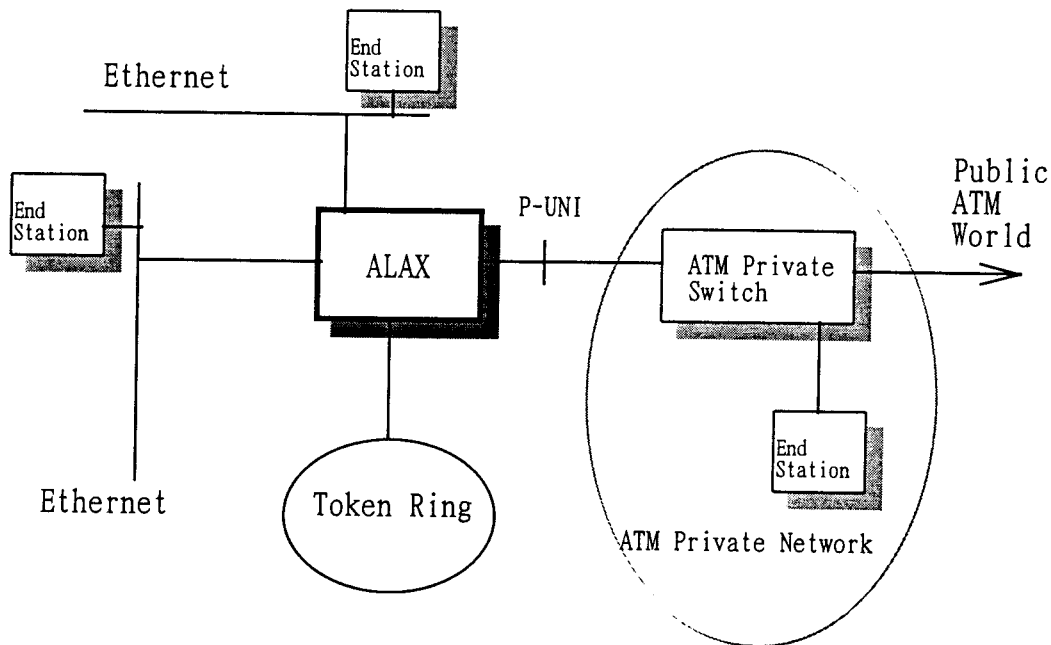 End
Station
Ethernet
End
Station
P-UNI
Public
ATM
World
ALAX
ATM Private
Switch
End
Station
Ethernet
Token Ring
ATM Private Network